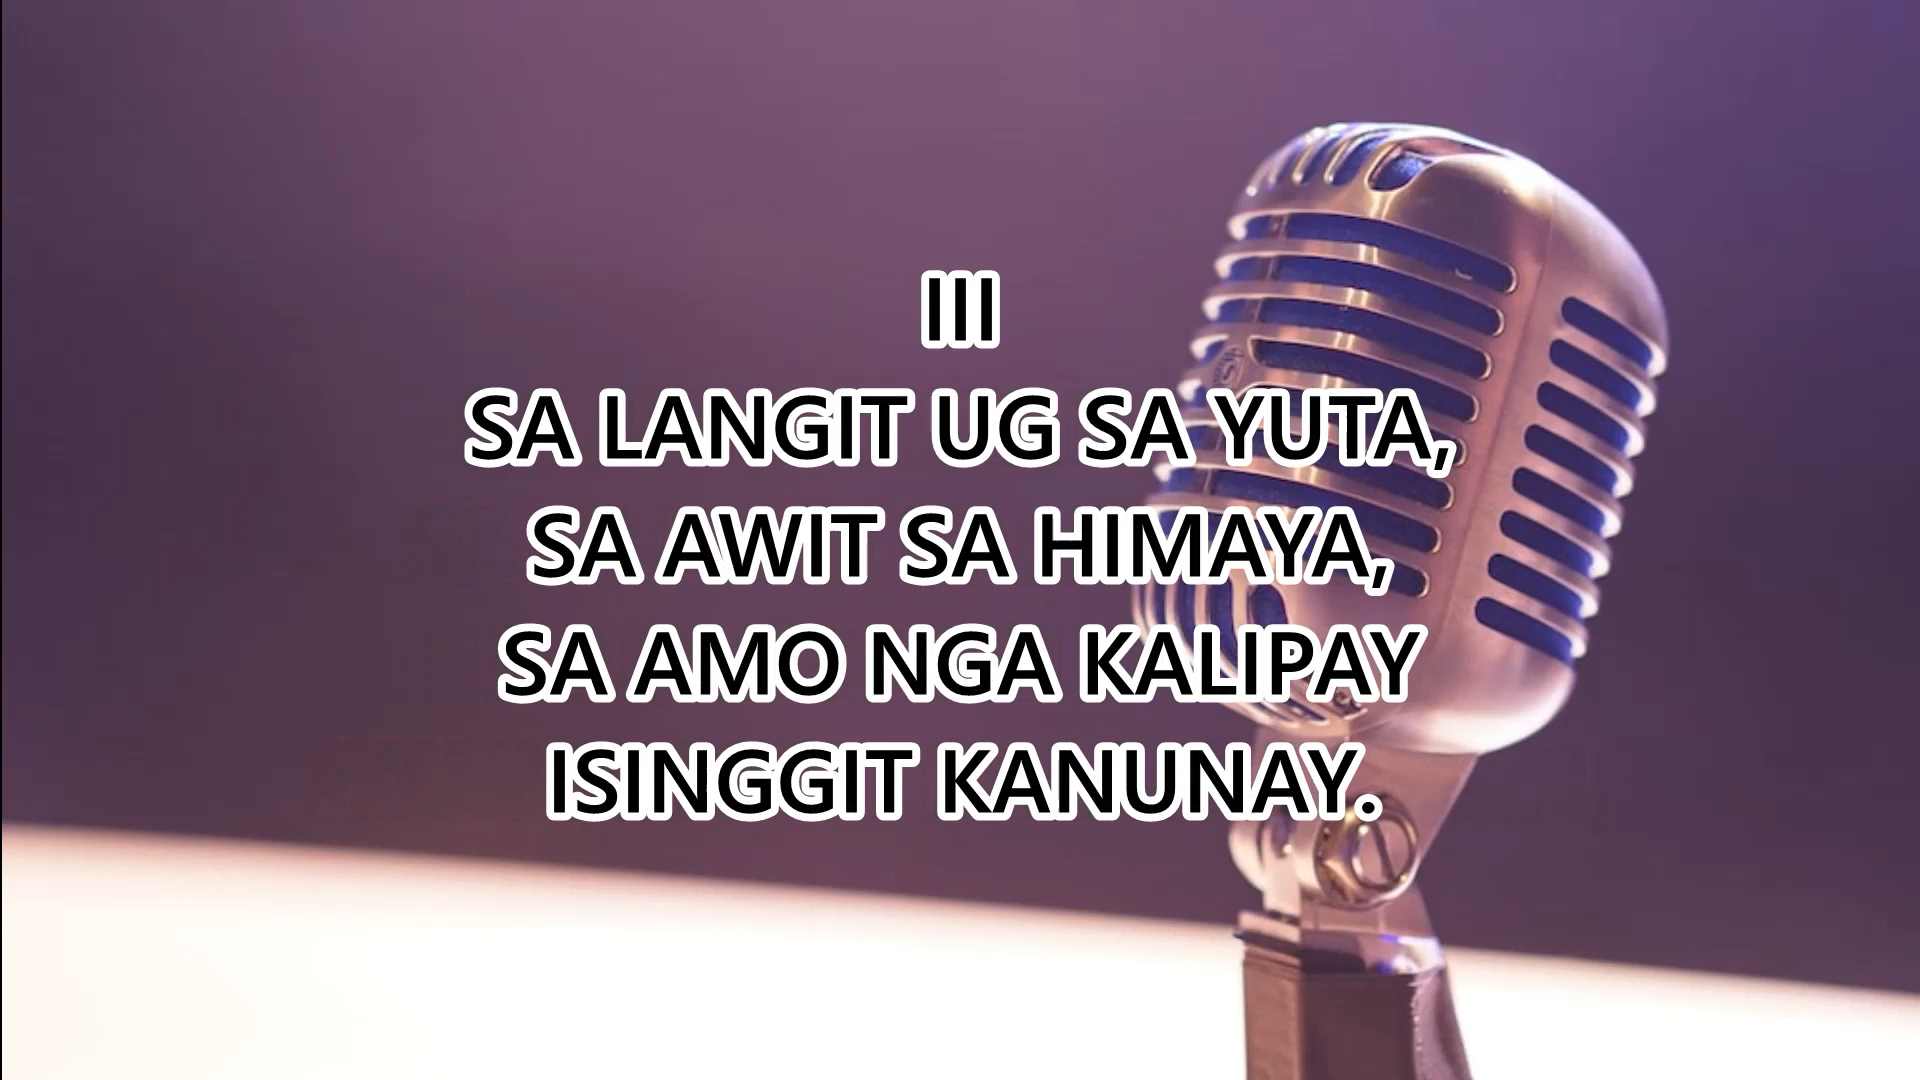 III
SA LANGIT UG SA YUTA,
SA AWIT SA HIMAYA,
SA AMO NGA KALIPAY
ISINGGIT KANUNAY.